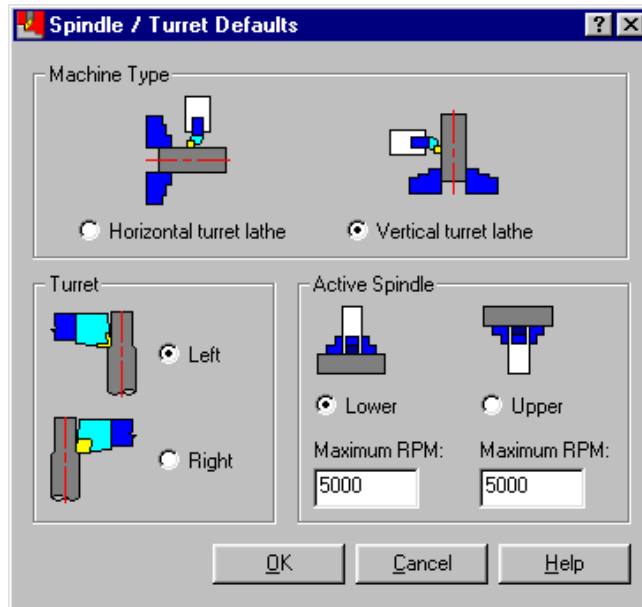 Spindle / Turret Defaults
Machine Type
Horizontal turret lathe
Vertical turret lathe
Turret
Left
Right
Active Spindle
Lower
Upper
Maximum RPM:
Maximum RPM:
5000
5000
OK
Cancel
Help